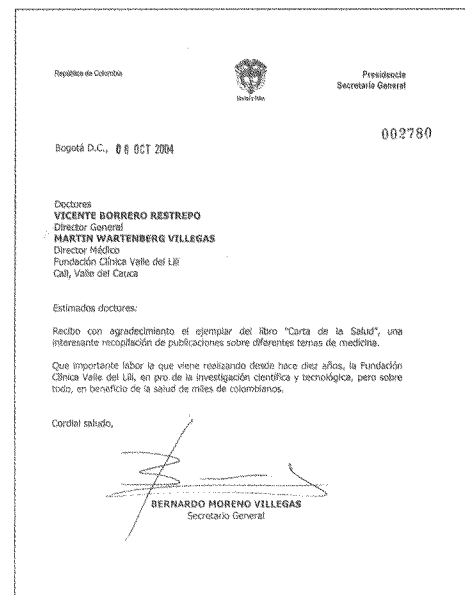 República de Colombia
Presidencia
Secretaría General
002780
Bogotá D.C., 08 OCT 2004
Doctores
VICENTE BORRERO RESTREPO
Director General
MARTIN WARTENBERG VILLEGAS
Director Médico
Fundación Clínica Valle del Lili
Cali, Valle del Cauca
Estimados doctores:
Recibo con agradecimiento el ejemplar del libro "Carta de la Salud", una
interesante recopilación de publicaciones sobre diferentes temas de medicina.
Que importante labor la que viene realizando desde hace diez años, la Fundación
Clínica Valle del Lili, en pro de la investigación científica y tecnológica, pero sobre
todo, en beneficio de la salud de miles de colombianos.
Cordial saludo,
BERNARDO MORENO VILLEGAS
Secretario General